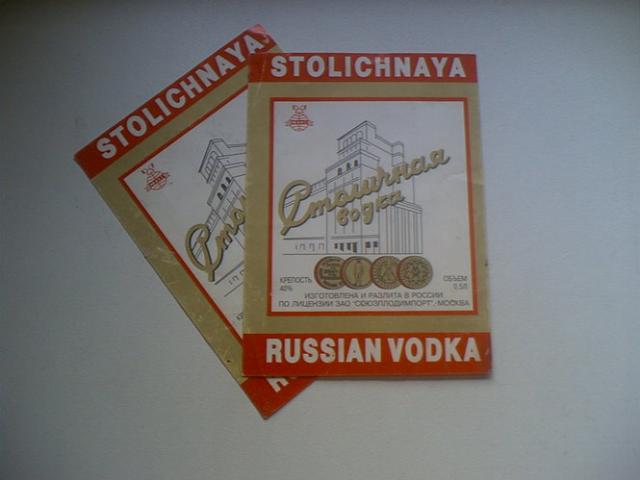 STOLICHNAYA
Столичная
водка
КРЕПОСТЬ
40%
ОБЪЕМ
0,5Л
ИЗГОТОВЛЕНА И РАЗЛИТА В РОССИИ
ПО ЛИЦЕНЗИИ ЗАО "СОЮЗПЛОДИМПОРТ", МОСКВА
RUSSIAN VODKA
STOLICHNAYA